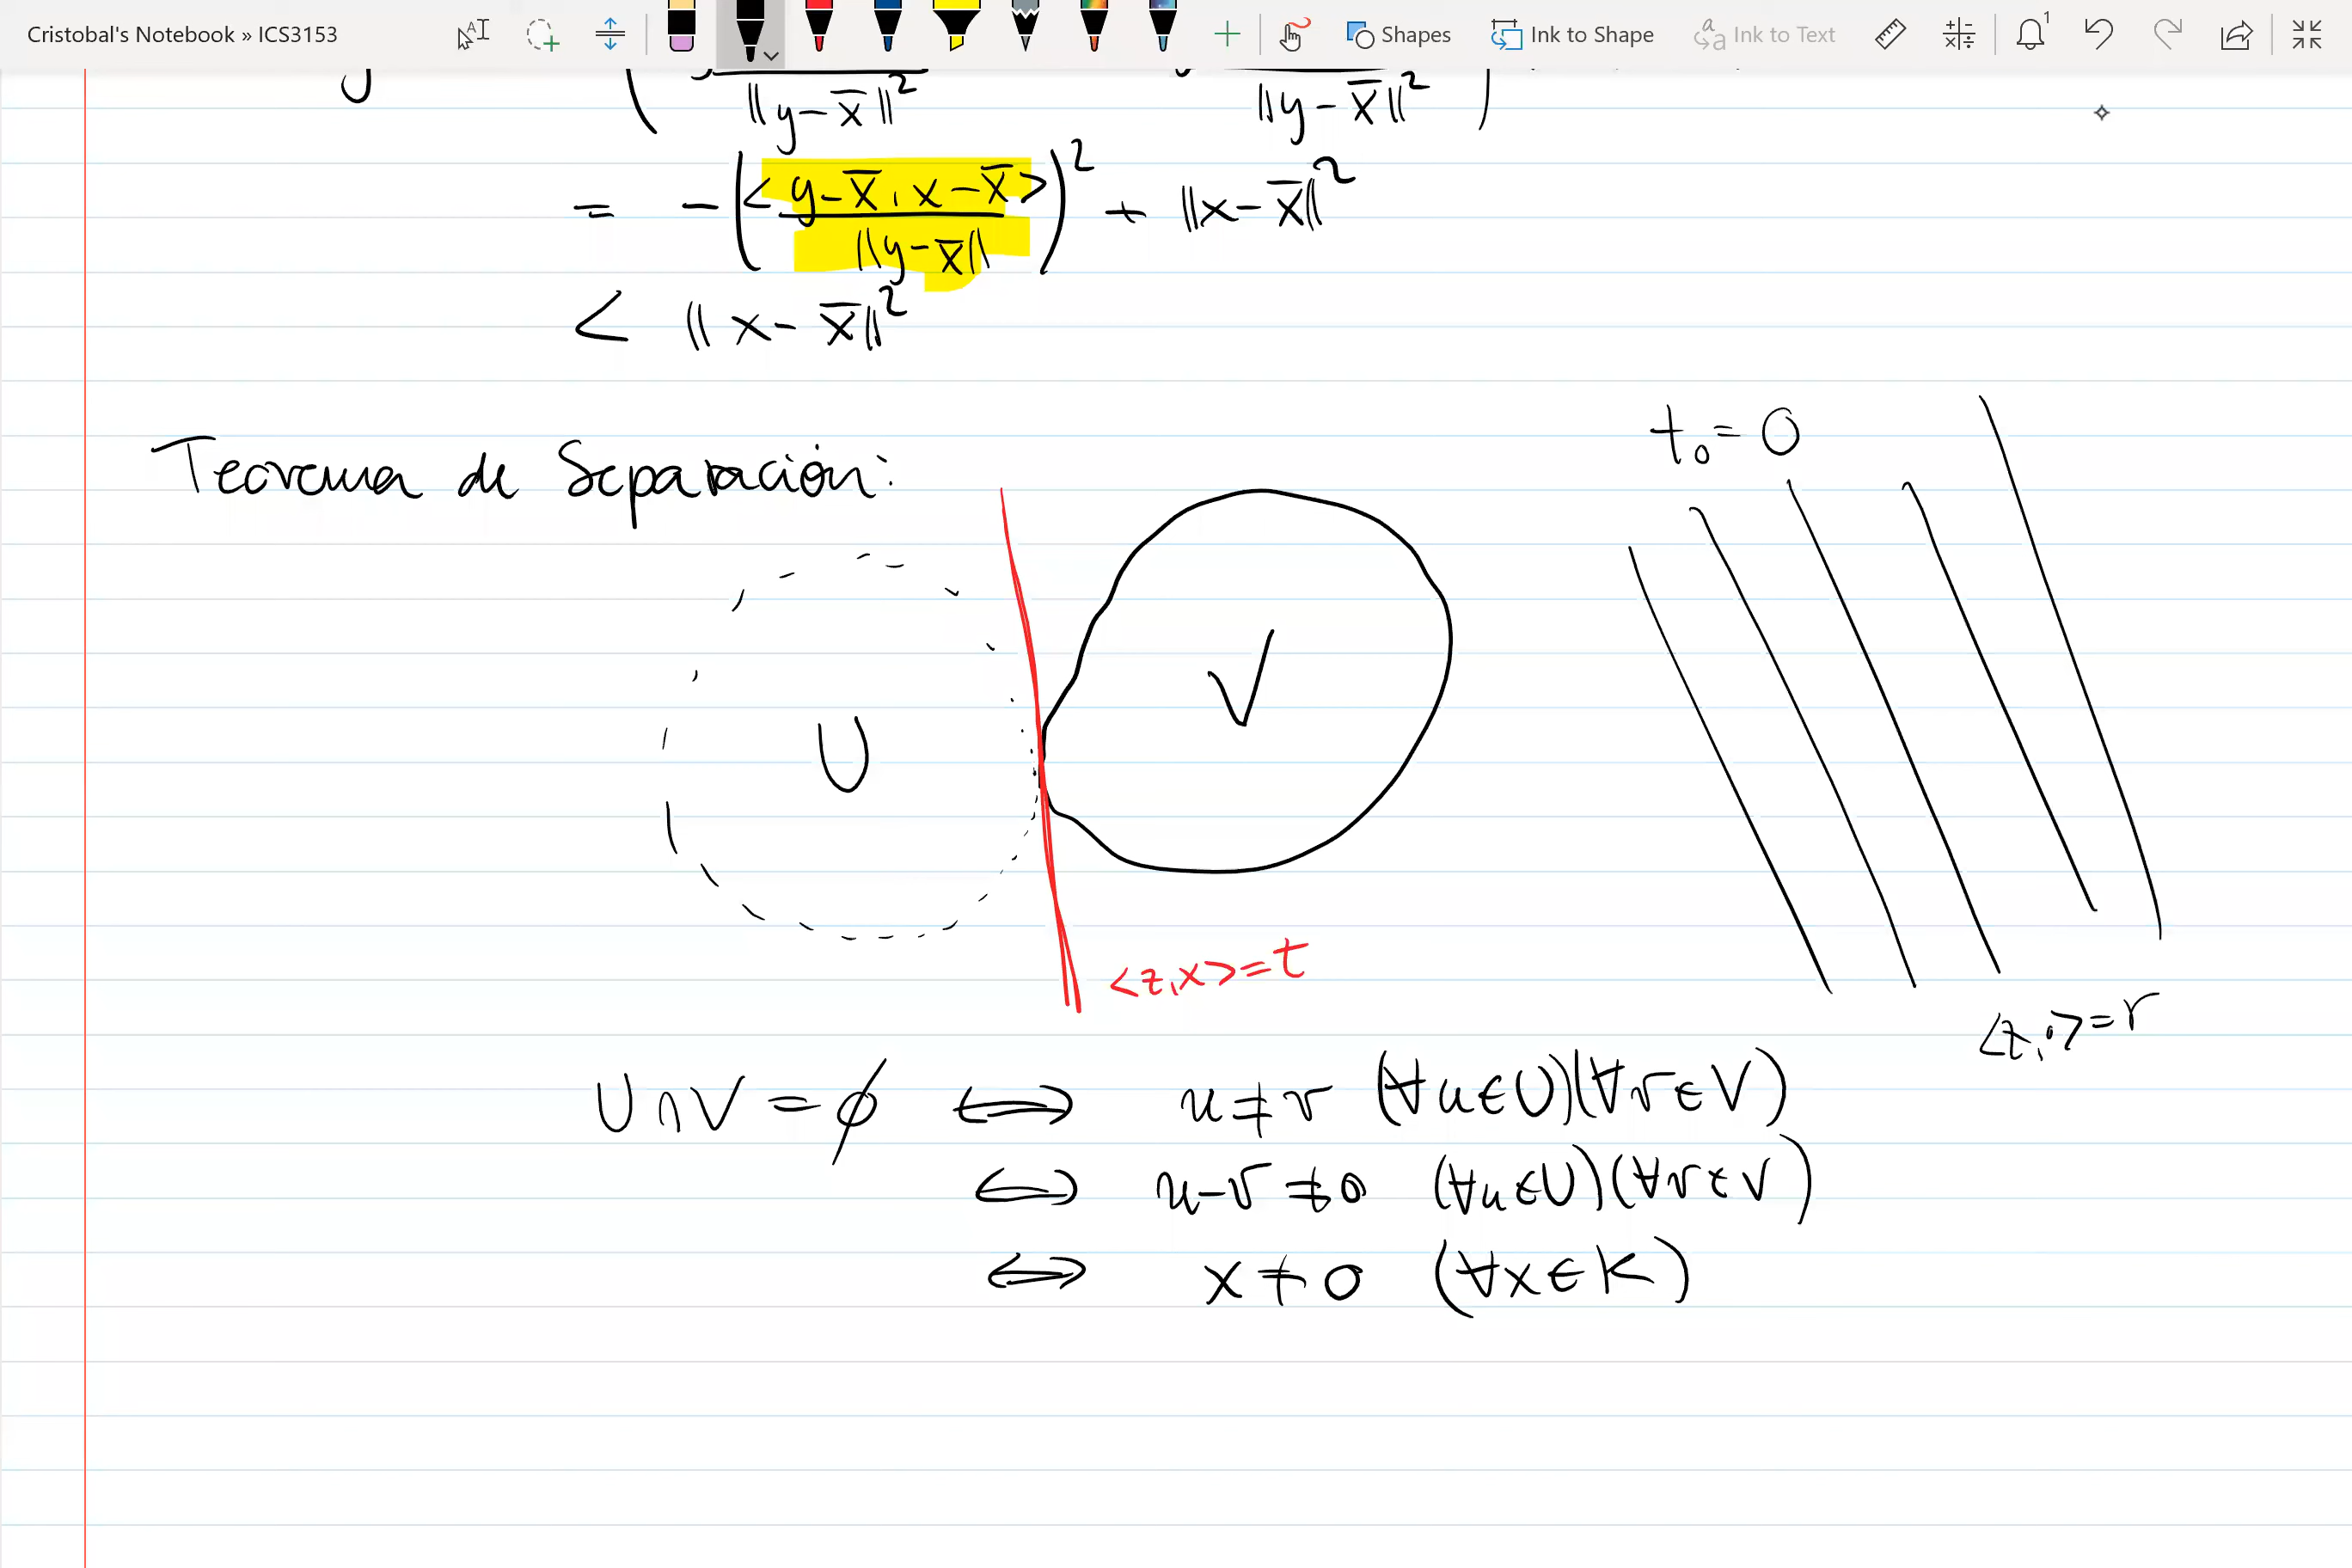 Cristobal's Notebook » ICS3153
Shapes
Ink to Shape
Ink to Text
1
‖y-x̄‖² ‖y-x̄‖²
= -(<y-x̄, x-x̄>/‖y-x̄‖)² + ‖x-x̄‖²
< ‖x-x̄‖²
t₀=0
Teorema de Separación:
V
U
<z,x>=t
<z,·>=r
U∩V=∅ ⟺ u≠v (∀u∈U)(∀v∈V)
⟺ u-v≠0 (∀u∈U)(∀v∈V)
⟺ x≠0 (∀x∈K)